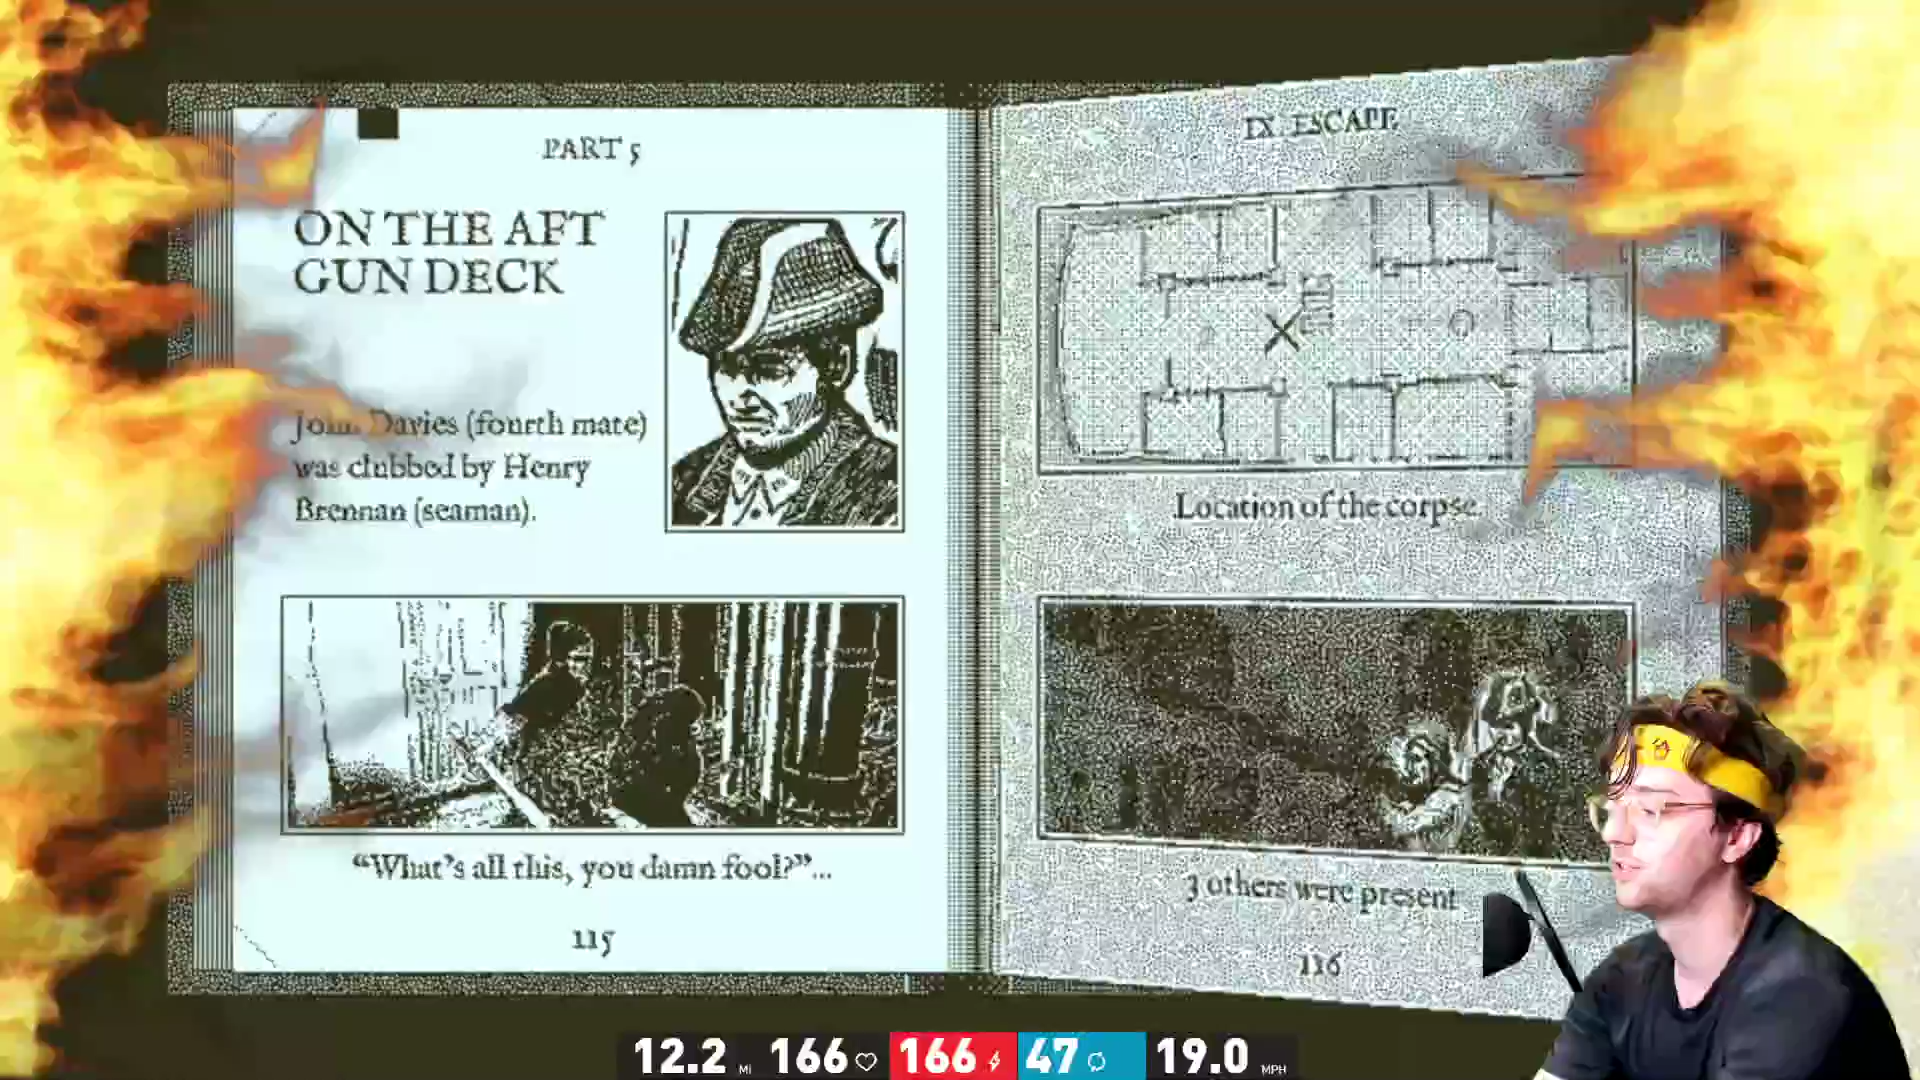 PART 5
ON THE AFT
GUN DECK
John Davies (fourth mate)
was clubbed by Henry
Brennan (seaman).
"What's all this, you damn fool?"...
115
IX. ESCAPE
Location of the corpse.
3 others were present
116
12.2 MI 166 166 47 19.0 MPH